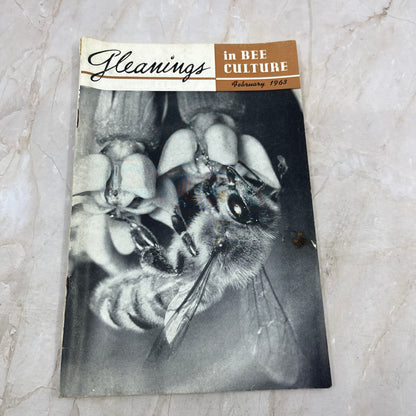 Gleanings
in BEE
CULTURE
February 1963